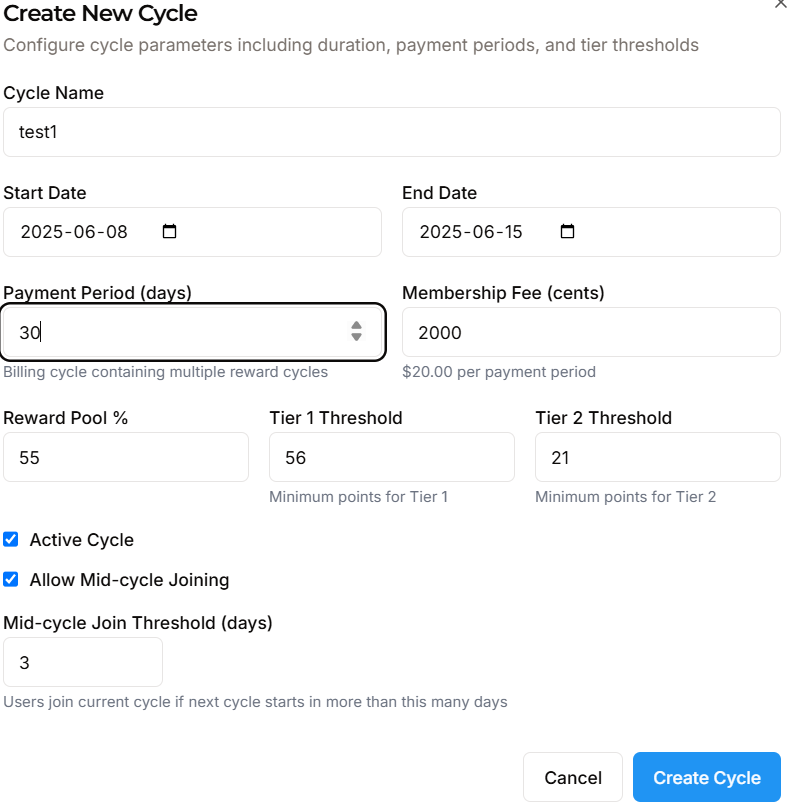 Create New Cycle
Configure cycle parameters including duration, payment periods, and tier thresholds
Cycle Name
test1
Start Date
End Date
2025-06-08
2025-06-15
Payment Period (days)
Membership Fee (cents)
30
2000
Billing cycle containing multiple reward cycles
$20.00 per payment period
Reward Pool %
Tier 1 Threshold
Tier 2 Threshold
55
56
21
Minimum points for Tier 1
Minimum points for Tier 2
Active Cycle
Allow Mid-cycle Joining
Mid-cycle Join Threshold (days)
3
Users join current cycle if next cycle starts in more than this many days
Cancel
Create Cycle